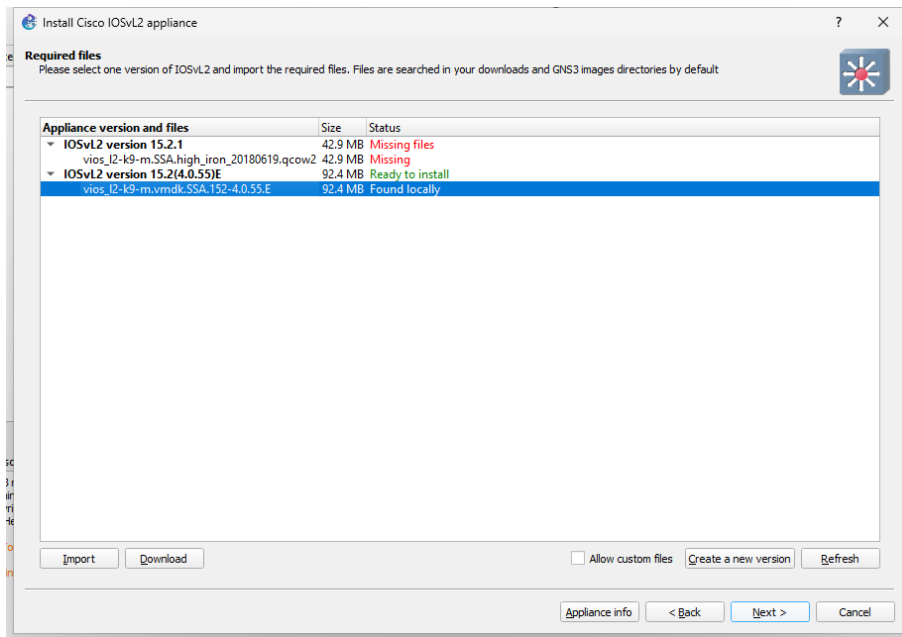 Install Cisco IOSvL2 appliance
Required files
Please select one version of IOSvL2 and import the required files. Files are searched in your downloads and GNS3 images directories by default
Appliance version and files Size Status
IOSvL2 version 15.2.1 42.9 MB Missing files
vios_l2-k9-m.SSA.high_iron_20180619.qcow2 42.9 MB Missing
IOSvL2 version 15.2(4.0.55)E 92.4 MB Ready to install
vios_l2-k9-m.vmdk.SSA.152-4.0.55.E 92.4 MB Found locally
Import Download Allow custom files Create a new version Refresh
Appliance info < Back Next > Cancel